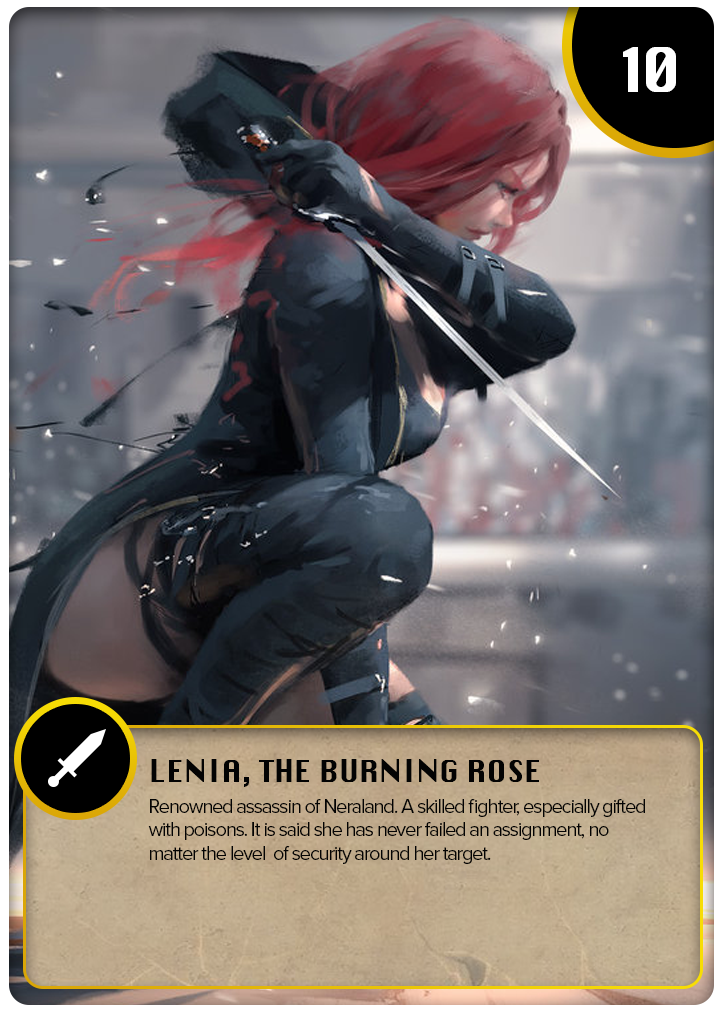 10
LENIA, THE BURNING ROSE
Renowned assassin of Neraland. A skilled fighter, especially gifted
with poisons. It is said she has never failed an assignment, no
matter the level  of security around her target.